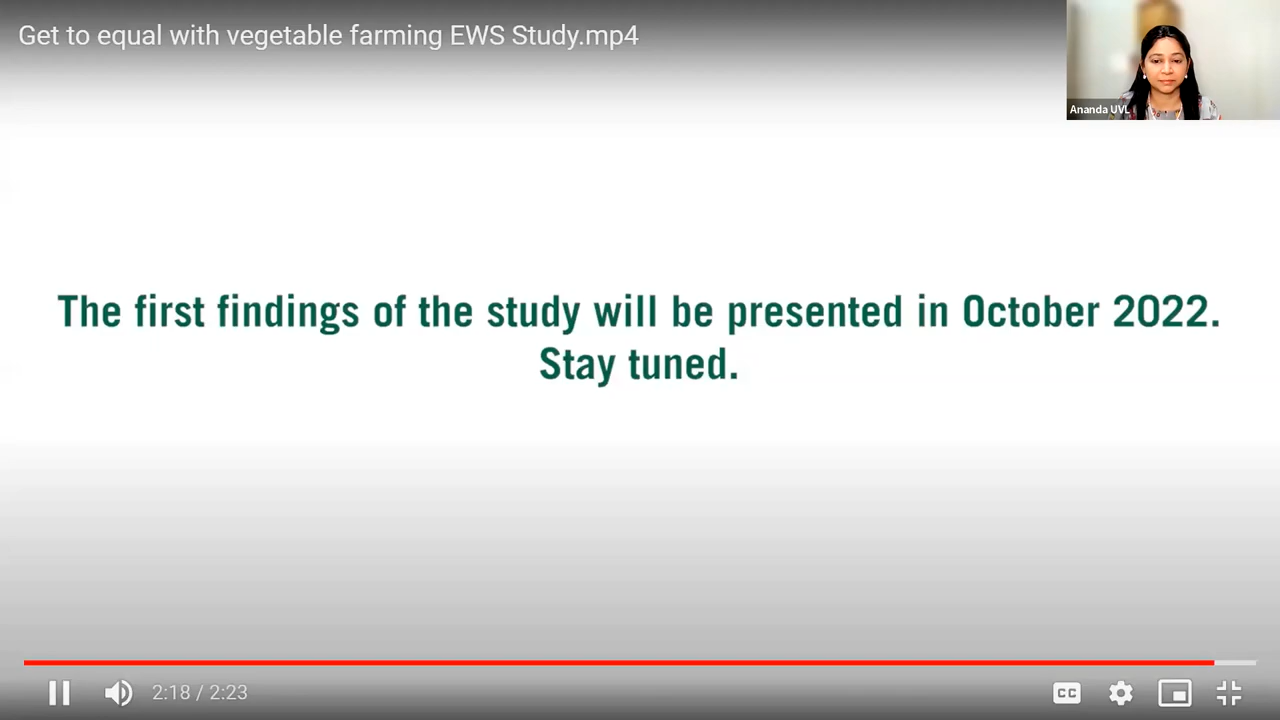 Get to equal with vegetable farming EWS Study.mp4
Ananda UVL
The first findings of the study will be presented in October 2022.
Stay tuned.
2:18 / 2:23
CC